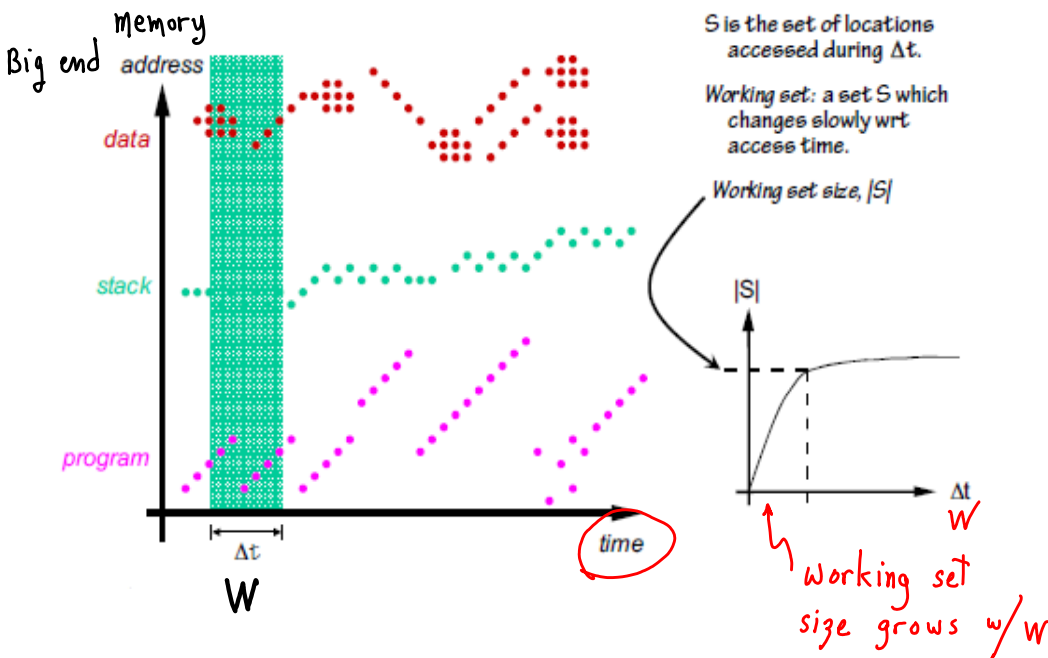 Memory
Big end
address
data
stack
program
Δt
W
time
S is the set of locations
accessed during Δt.
Working set: a set S which
changes slowly wrt
access time.
Working set size, |S|
|S|
Δt
W
Working set
size grows w/ W